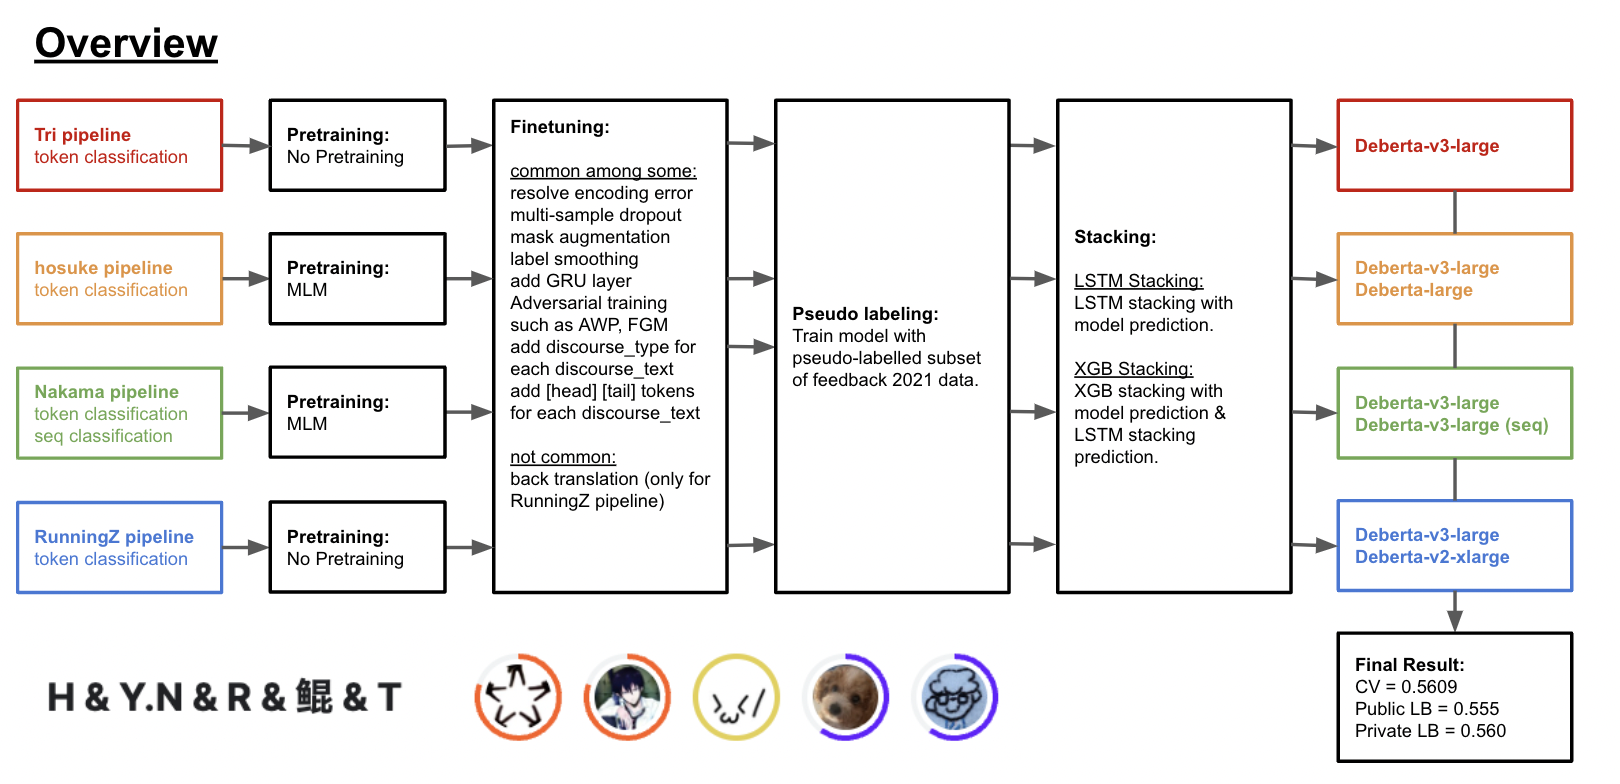 Overview
Tri pipeline
token classification
Pretraining:
No Pretraining
hosuke pipeline
token classification
Pretraining:
MLM
Nakama pipeline
token classification
seq classification
Pretraining:
MLM
RunningZ pipeline
token classification
Pretraining:
No Pretraining
Finetuning:
common among some:
resolve encoding error
multi-sample dropout
mask augmentation
label smoothing
add GRU layer
Adversarial training
such as AWP, FGM
add discourse_type for
each discourse_text
add [head] [tail] tokens
for each discourse_text
not common:
back translation (only for
RunningZ pipeline)
Pseudo labeling:
Train model with
pseudo-labelled subset
of feedback 2021 data.
Stacking:
LSTM Stacking:
LSTM stacking with
model prediction.
XGB Stacking:
XGB stacking with
model prediction &
LSTM stacking
prediction.
Deberta-v3-large
Deberta-v3-large
Deberta-large
Deberta-v3-large
Deberta-v3-large (seq)
Deberta-v3-large
Deberta-v2-xlarge
Final Result:
CV = 0.5609
Public LB = 0.555
Private LB = 0.560
H & Y.N & R & 鲲 & T